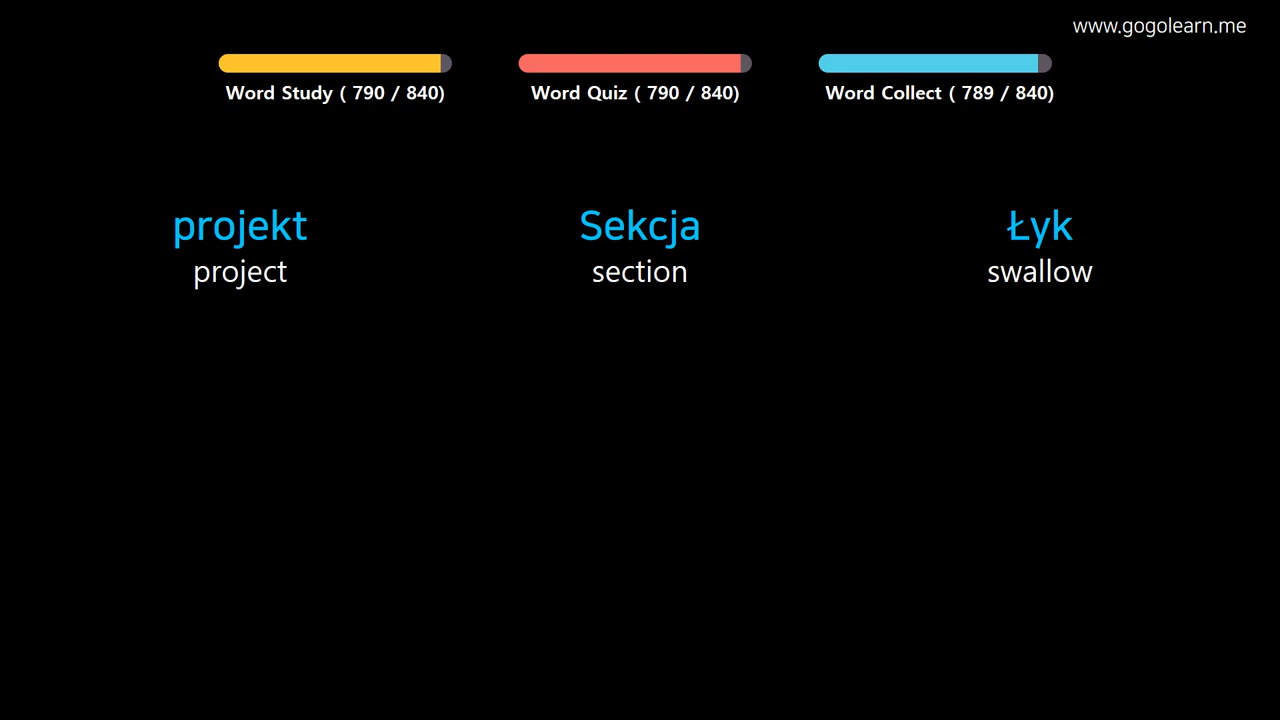 www.gogolearn.me
Word Study ( 790 / 840)
Word Quiz ( 790 / 840)
Word Collect ( 789 / 840)
projekt
project
Sekcja
section
Łyk
swallow